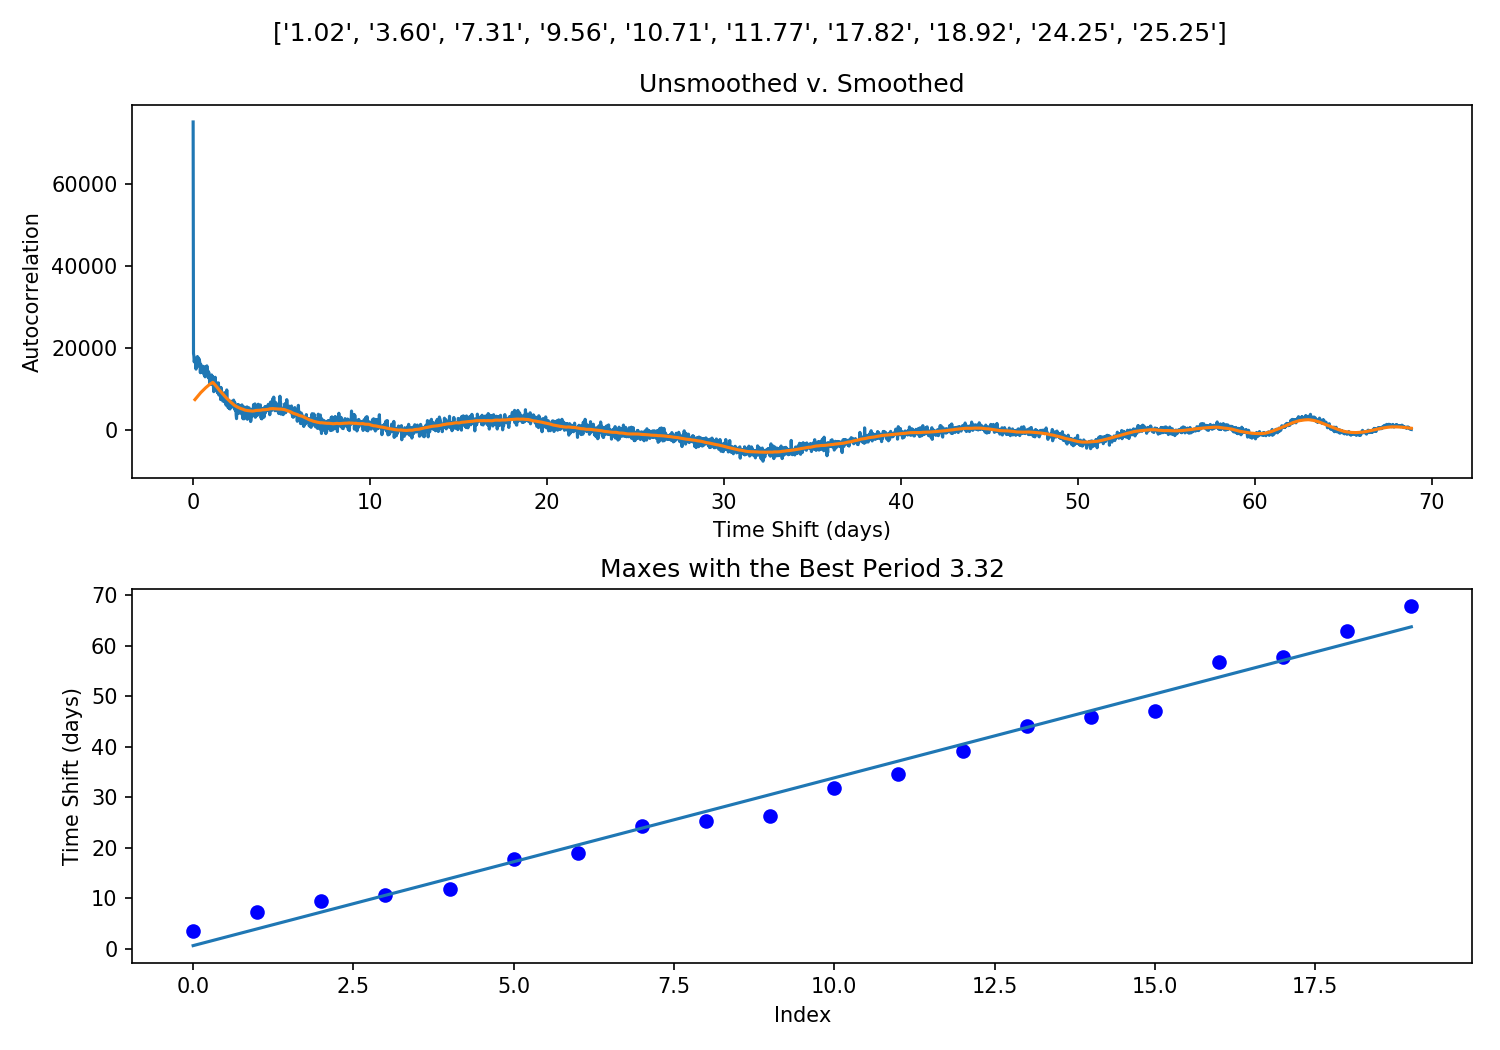 ['1.02', '3.60', '7.31', '9.56', '10.71', '11.77', '17.82', '18.92', '24.25', '25.25']
Unsmoothed v. Smoothed
60000
40000
20000
0
Autocorrelation
0 10 20 30 40 50 60 70
Time Shift (days)
Maxes with the Best Period 3.32
70
60
50
40
30
20
10
0
Time Shift (days)
0.0 2.5 5.0 7.5 10.0 12.5 15.0 17.5
Index